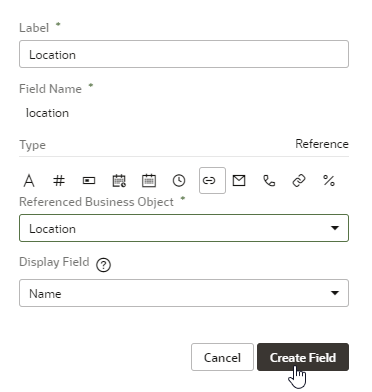 Label *
Location
Field Name *
location
Type Reference
A # %
Referenced Business Object *
Location
Display Field ?
Name
Cancel Create Field